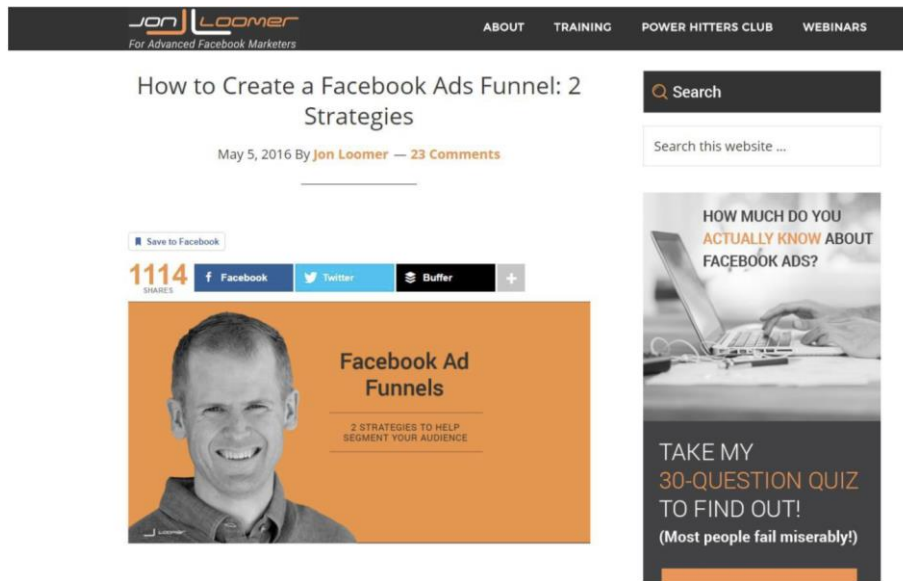 JON LOOMER
For Advanced Facebook Marketers
ABOUT TRAINING POWER HITTERS CLUB WEBINARS
How to Create a Facebook Ads Funnel: 2
Strategies
May 5, 2016 By Jon Loomer — 23 Comments
Save to Facebook
1114
SHARES
Facebook
Twitter
Buffer
+
Facebook Ad
Funnels
2 STRATEGIES TO HELP
SEGMENT YOUR AUDIENCE
LOOMER
Search
Search this website ...
HOW MUCH DO YOU
ACTUALLY KNOW ABOUT
FACEBOOK ADS?
TAKE MY
30-QUESTION QUIZ
TO FIND OUT!
(Most people fail miserably!)